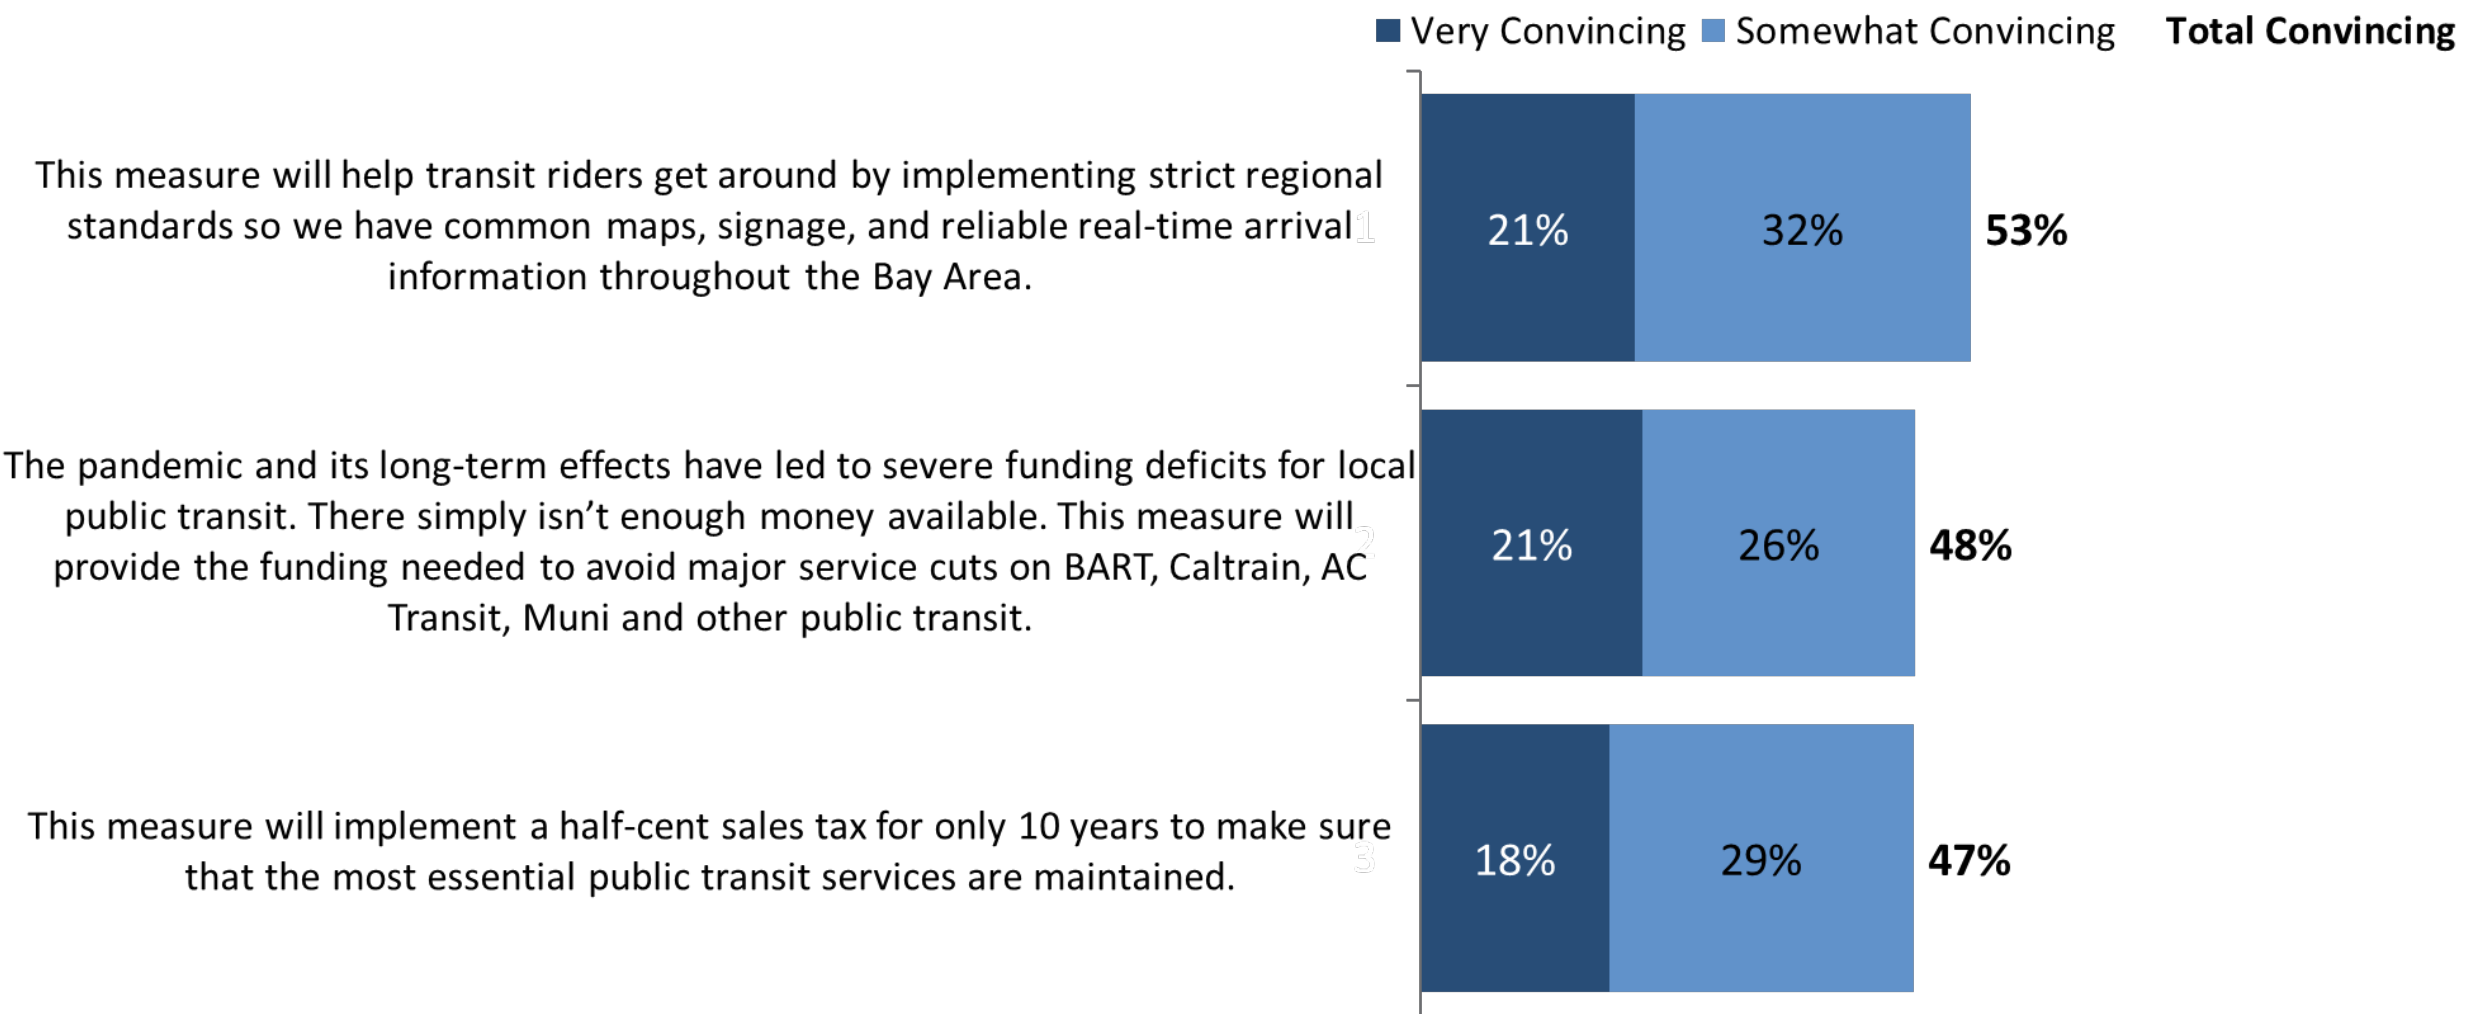 Very Convincing Somewhat Convincing Total Convincing
This measure will help transit riders get around by implementing strict regional
standards so we have common maps, signage, and reliable real-time arrival 1
information throughout the Bay Area.
21% 32% 53%
The pandemic and its long-term effects have led to severe funding deficits for local
public transit. There simply isn’t enough money available. This measure will 2
provide the funding needed to avoid major service cuts on BART, Caltrain, AC
Transit, Muni and other public transit.
21% 26% 48%
This measure will implement a half-cent sales tax for only 10 years to make sure
3
that the most essential public transit services are maintained.
18% 29% 47%